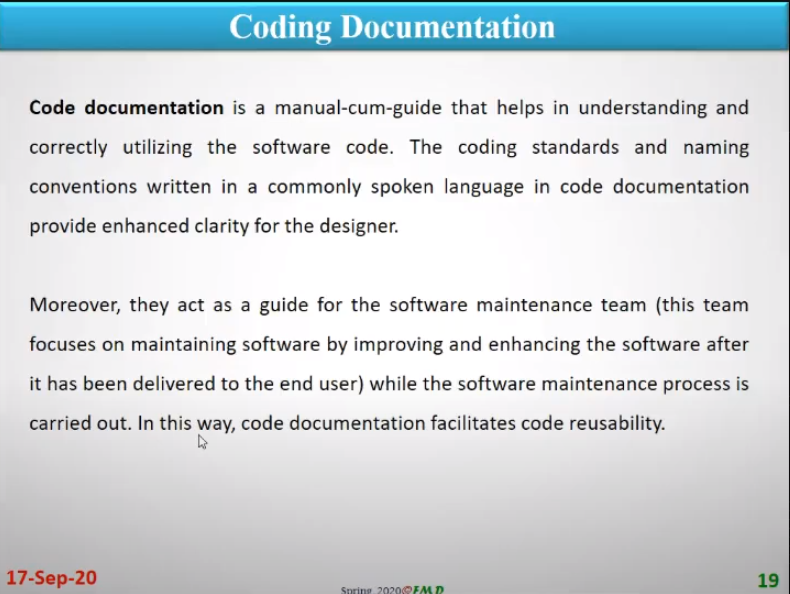 Coding Documentation
Code documentation is a manual-cum-guide that helps in understanding and
correctly utilizing the software code. The coding standards and naming
conventions written in a commonly spoken language in code documentation
provide enhanced clarity for the designer.
Moreover, they act as a guide for the software maintenance team (this team
focuses on maintaining software by improving and enhancing the software after
it has been delivered to the end user) while the software maintenance process is
carried out. In this way, code documentation facilitates code reusability.
17-Sep-20
Spring 2020@FMD
19